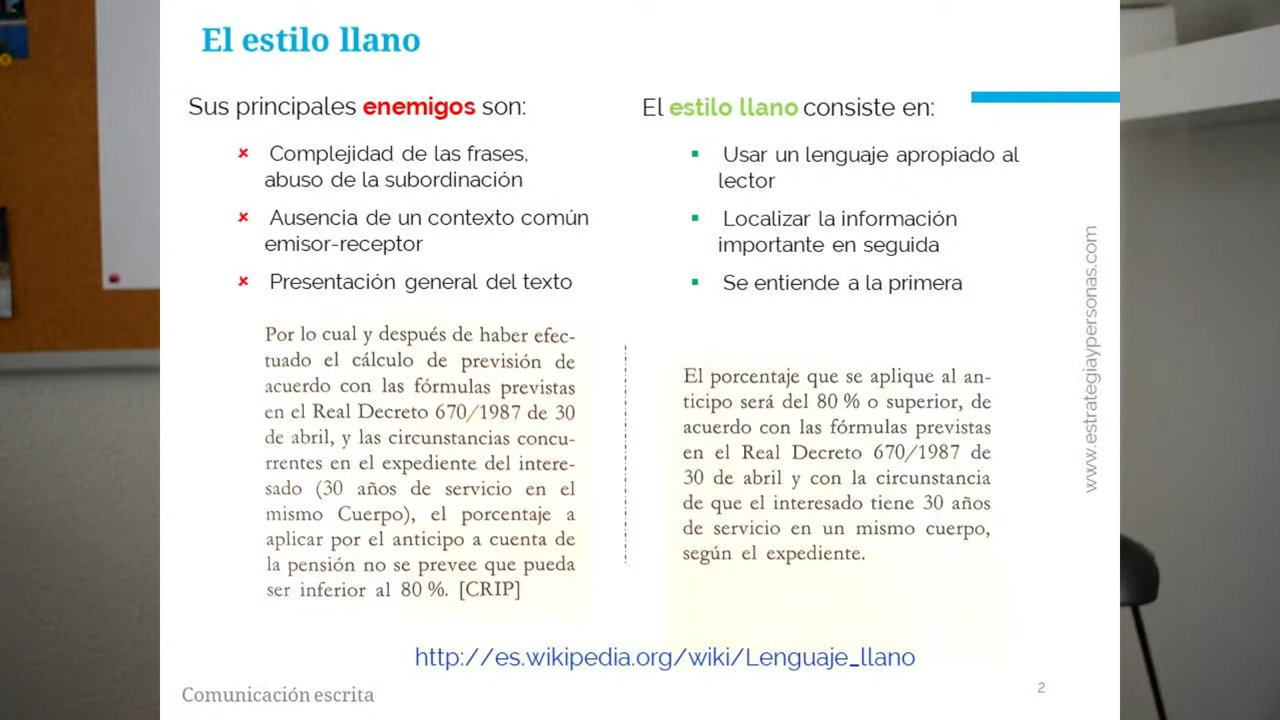 El estilo llano
Sus principales enemigos son:
Complejidad de las frases,
abuso de la subordinación
Ausencia de un contexto común
emisor-receptor
Presentación general del texto
Por lo cual y después de haber efec-
tuado el cálculo de previsión de
acuerdo con las fórmulas previstas
en el Real Decreto 670/1987 de 30
de abril, y las circunstancias concu-
rrentes en el expediente del intere-
sado (30 años de servicio en el
mismo Cuerpo), el porcentaje a
aplicar por el anticipo a cuenta de
la pensión no se prevee que pueda
ser inferior al 80 %. [CRIP]
El estilo llano consiste en:
Usar un lenguaje apropiado al
lector
Localizar la información
importante en seguida
Se entiende a la primera
El porcentaje que se aplique al an-
ticipo será del 80 % o superior, de
acuerdo con las fórmulas previstas
en el Real Decreto 670/1987 de
30 de abril y con la circunstancia
de que el interesado tiene 30 años
de servicio en un mismo cuerpo,
según el expediente.
www.estrategiaypersonas.com
http://es.wikipedia.org/wiki/Lenguaje_llano
Comunicación escrita
2